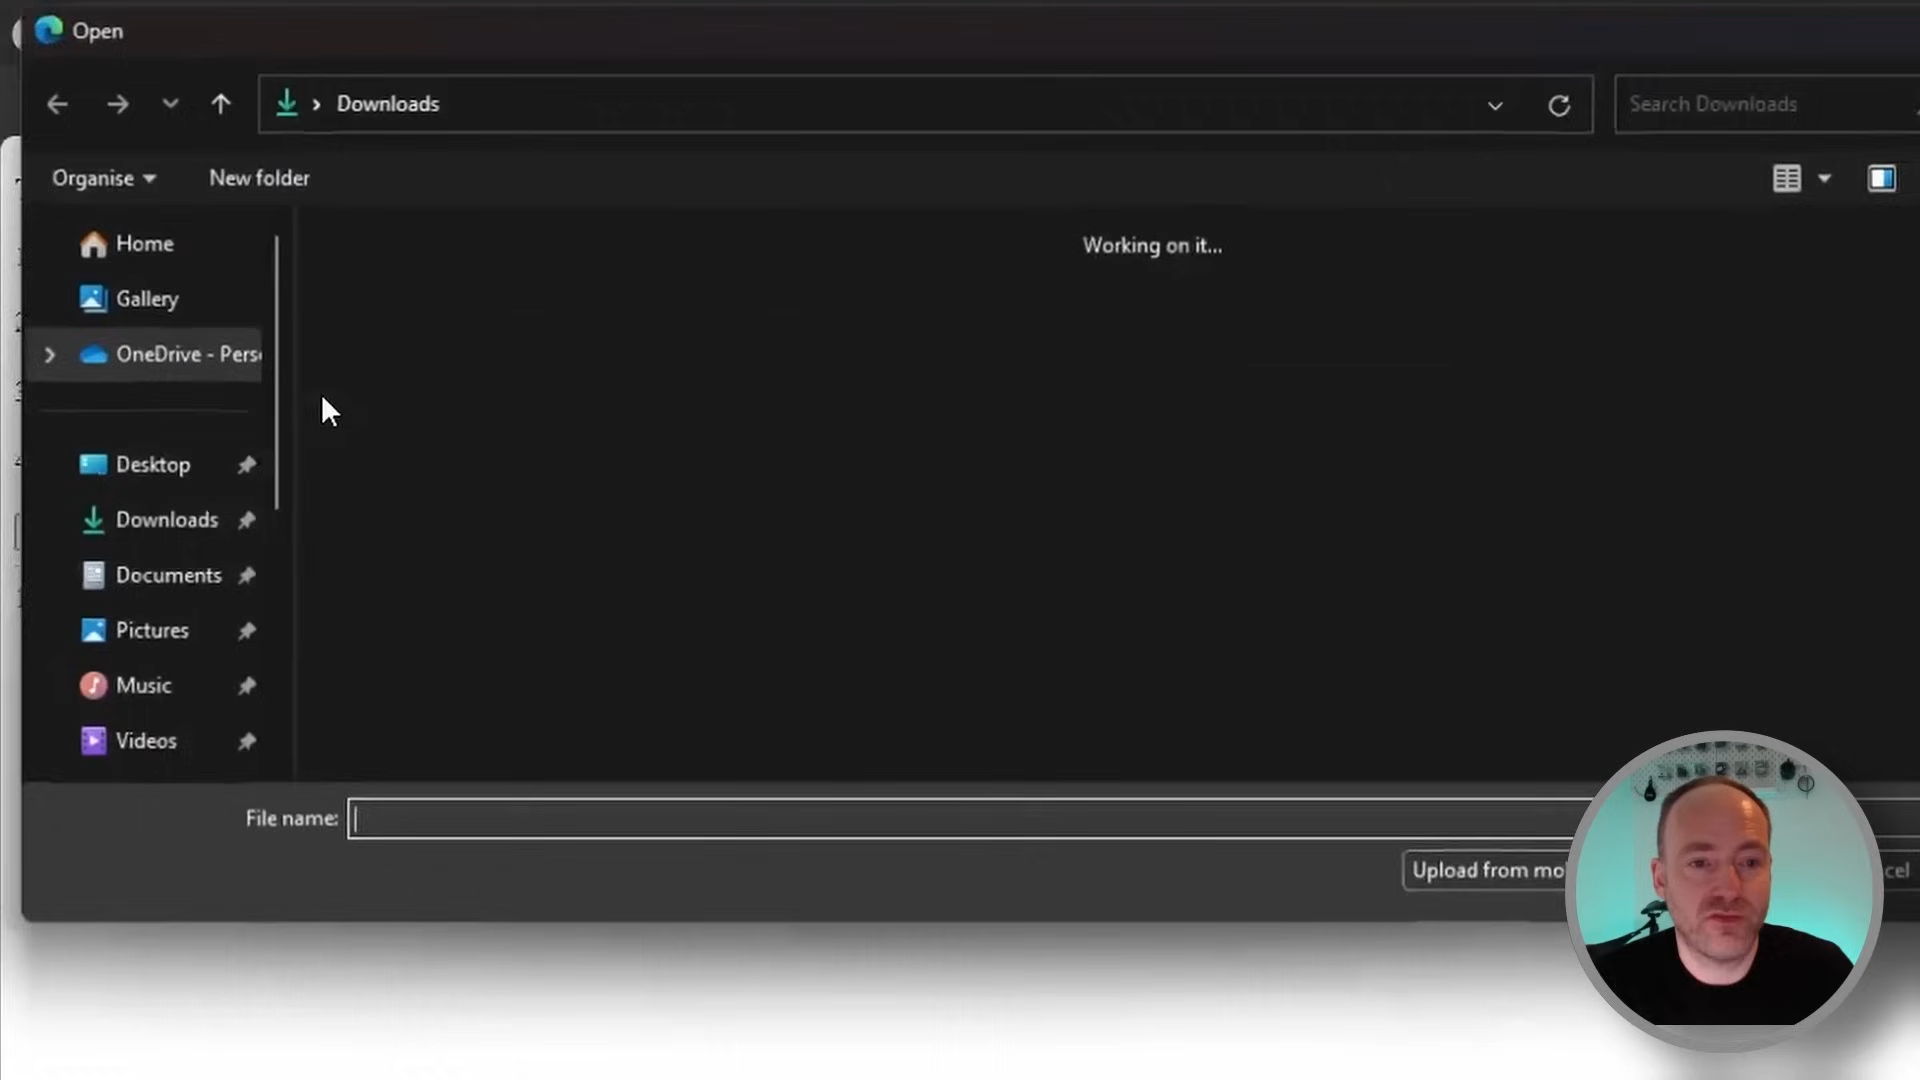 Open
Downloads
Search Downloads
Organise
New folder
Home
Working on it...
Gallery
OneDrive - Pers
Desktop
Downloads
Documents
Pictures
Music
Videos
File name:
Upload from mo
cel